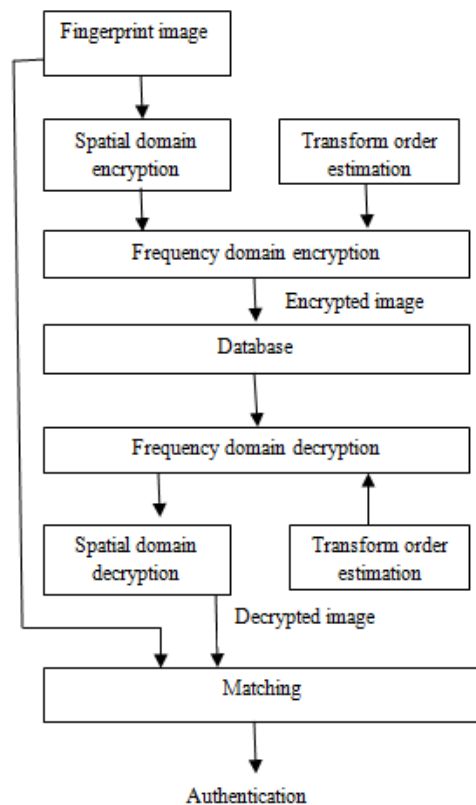 Fingerprint image
Spatial domain
encryption
Transform order
estimation
Frequency domain encryption
Encrypted image
Database
Frequency domain decryption
Spatial domain
decryption
Transform order
estimation
Decrypted image
Matching
Authentication